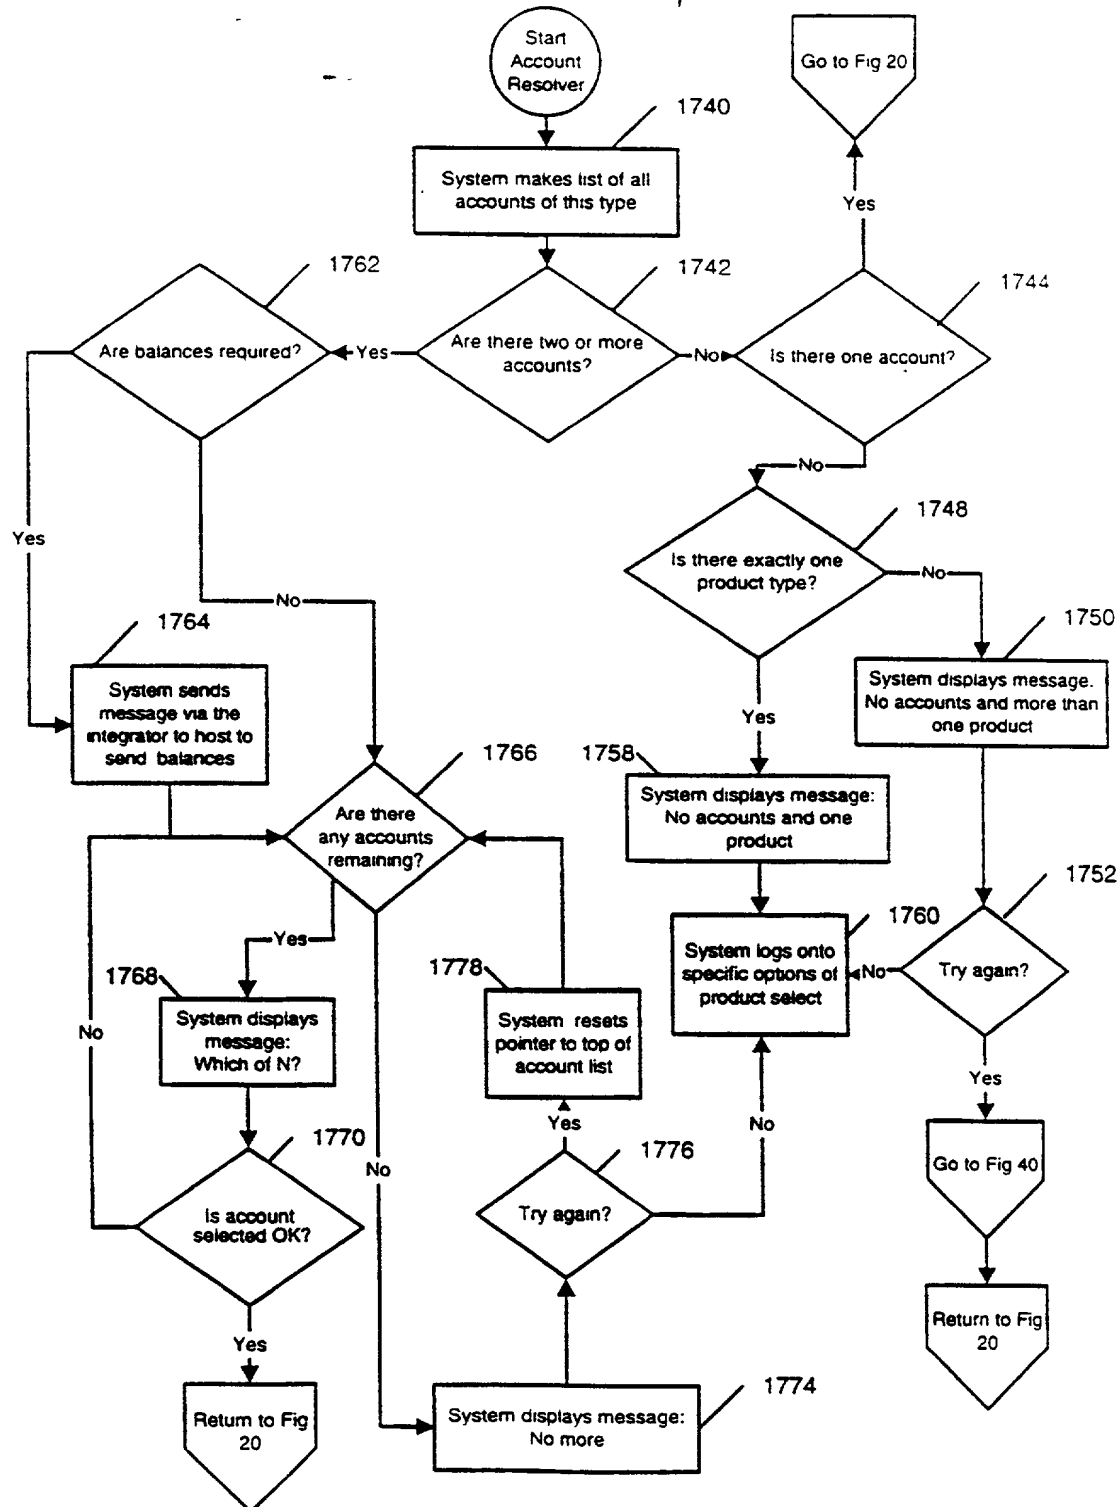 Start
Account
Resolver
Go to Fig 20
1740
System makes list of all
accounts of this type
Yes
1762
1742
1744
Are balances required?
Yes
Are there two or more
accounts?
No
Is there one account?
No
1748
Is there exactly one
product type?
No
Yes
No
1764
1750
System sends
message via the
integrator to host to
send balances
System displays message.
No accounts and more than
one product
Yes
1766
1758
Are there
any accounts
remaining?
System displays message:
No accounts and one
product
1752
Yes
1760
1768
1778
System logs onto
specific options of
product select
No
Try again?
No
System displays
message:
Which of N?
System resets
pointer to top of
account list
Yes
Yes
No
1770
1776
No
Go to Fig 40
Is account
selected OK?
Try again?
Return to Fig
20
Yes
1774
Return to Fig
20
System displays message:
No more